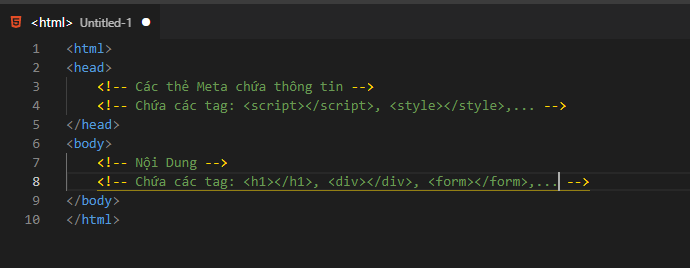 <html> Untitled-1
1 <html>
2 <head>
3 <!-- Các thẻ Meta chứa thông tin -->
4 <!-- Chứa các tag: <script></script>, <style></style>,... -->
5 </head>
6 <body>
7 <!-- Nội Dung -->
8 <!-- Chứa các tag: <h1></h1>, <div></div>, <form></form>,... -->
9 </body>
10 </html>